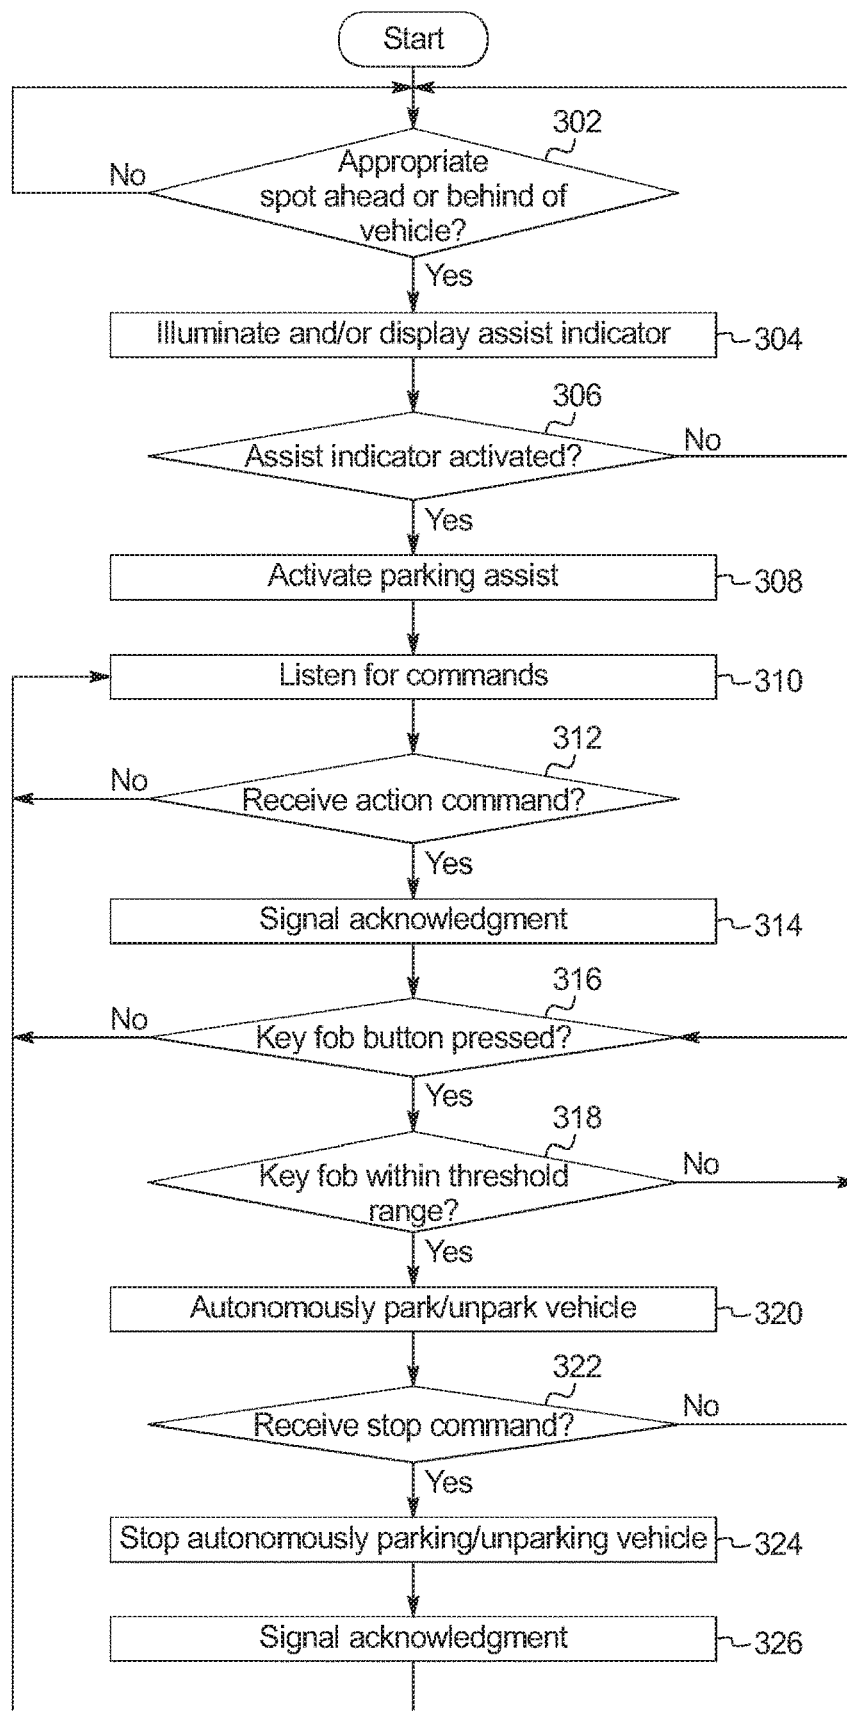 Start
302
Appropriate
spot ahead or behind of
vehicle?
No
Yes
Illuminate and/or display assist indicator
304
306
Assist indicator activated?
No
Yes
Activate parking assist
308
Listen for commands
310
312
No
Receive action command?
Yes
Signal acknowledgment
314
316
No
Key fob button pressed?
Yes
318
Key fob within threshold
range?
No
Yes
Autonomously park/unpark vehicle
320
322
Receive stop command?
No
Yes
Stop autonomously parking/unparking vehicle
324
Signal acknowledgment
326